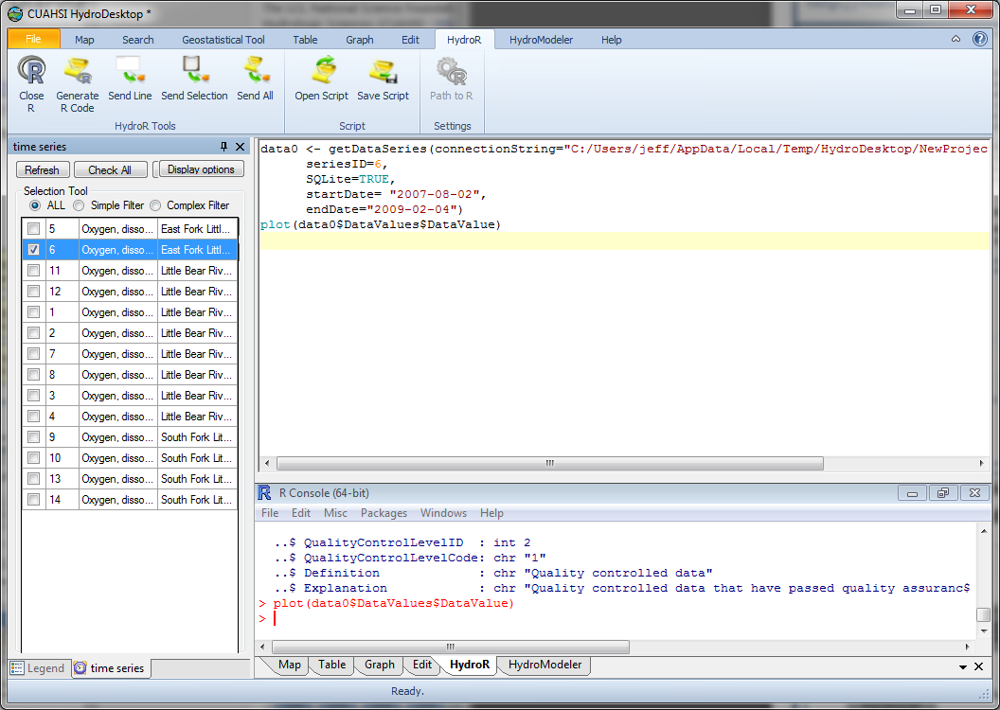 CUAHSI HydroDesktop *
File Map Search Geostatistical Tool Table Graph Edit HydroR HydroModeler Help
Close R Generate R Code Send Line Send Selection Send All Open Script Save Script Path to R
HydroR Tools Script Settings
time series
Refresh Check All Display options
Selection Tool
ALL Simple Filter Complex Filter
5 Oxygen, disso... East Fork Littl...
6 Oxygen, disso... East Fork Littl...
11 Oxygen, disso... Little Bear Riv...
12 Oxygen, disso... Little Bear Riv...
1 Oxygen, disso... Little Bear Riv...
2 Oxygen, disso... Little Bear Riv...
7 Oxygen, disso... Little Bear Riv...
8 Oxygen, disso... Little Bear Riv...
3 Oxygen, disso... Little Bear Riv...
4 Oxygen, disso... Little Bear Riv...
9 Oxygen, disso... South Fork Lit...
10 Oxygen, disso... South Fork Lit...
13 Oxygen, disso... South Fork Lit...
14 Oxygen, disso... South Fork Lit...
Legend time series
data0 <- getDataSeries(connectionString="C:/Users/jeff/AppData/Local/Temp/HydroDesktop/NewProjec
seriesID=6,
SQLite=TRUE,
startDate= "2007-08-02",
endDate="2009-02-04")
plot(data0$DataValues$DataValue)
R Console (64-bit)
File Edit Misc Packages Windows Help
..$ QualityControlLevelID : int 2
..$ QualityControlLevelCode: chr "1"
..$ Definition : chr "Quality controlled data"
..$ Explanation : chr "Quality controlled data that have passed quality assuranc$
> plot(data0$DataValues$DataValue)
>
Map Table Graph Edit HydroR HydroModeler
Ready.